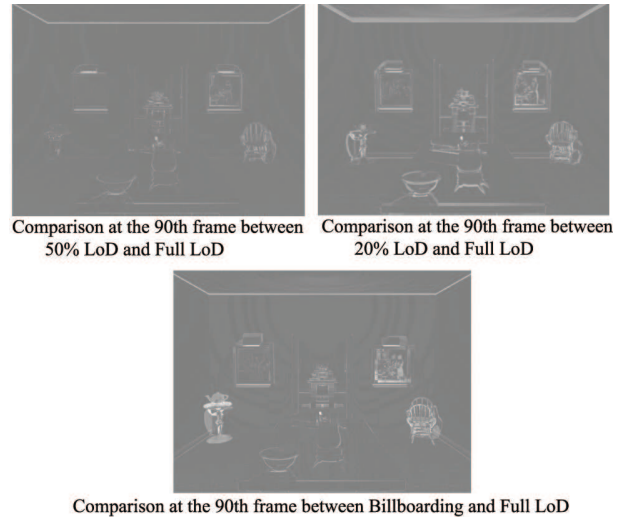 Comparison at the 90th frame between
50% LoD and Full LoD
Comparison at the 90th frame between
20% LoD and Full LoD
Comparison at the 90th frame between Billboarding and Full LoD